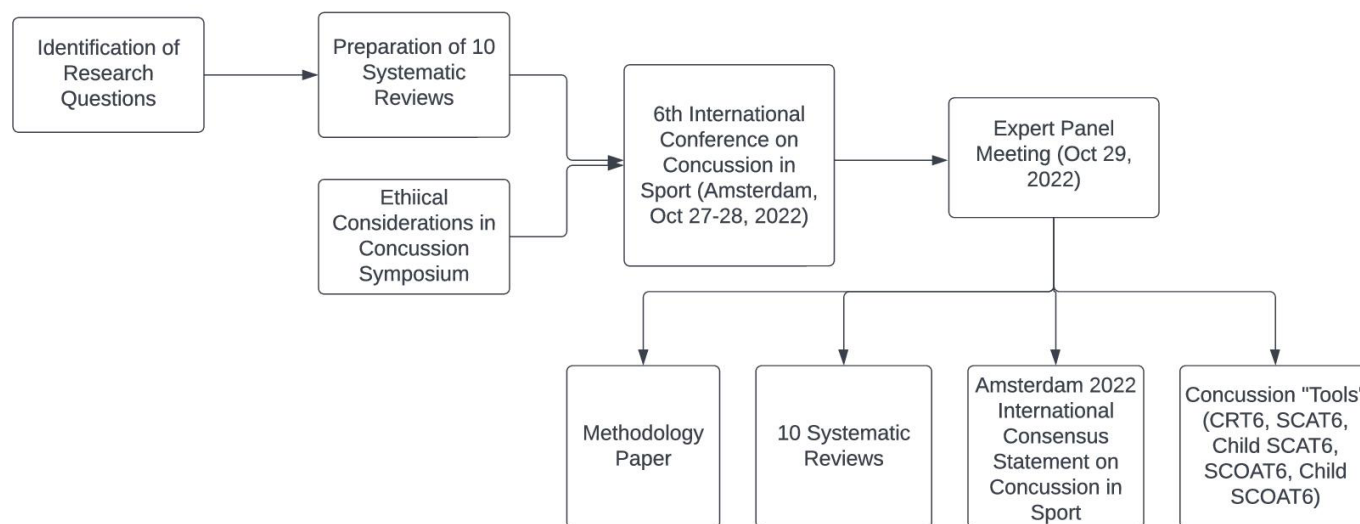 Identification of
Research
Questions
Preparation of 10
Systematic
Reviews
Ethiical
Considerations in
Concussion
Symposium
6th International
Conference on
Concussion in
Sport (Amsterdam,
Oct 27-28, 2022)
Expert Panel
Meeting (Oct 29,
2022)
Methodology
Paper
10 Systematic
Reviews
Amsterdam 2022
International
Consensus
Statement on
Concussion in
Sport
Concussion "Tools"
(CRT6, SCAT6,
Child SCAT6,
SCOAT6, Child
SCOAT6)